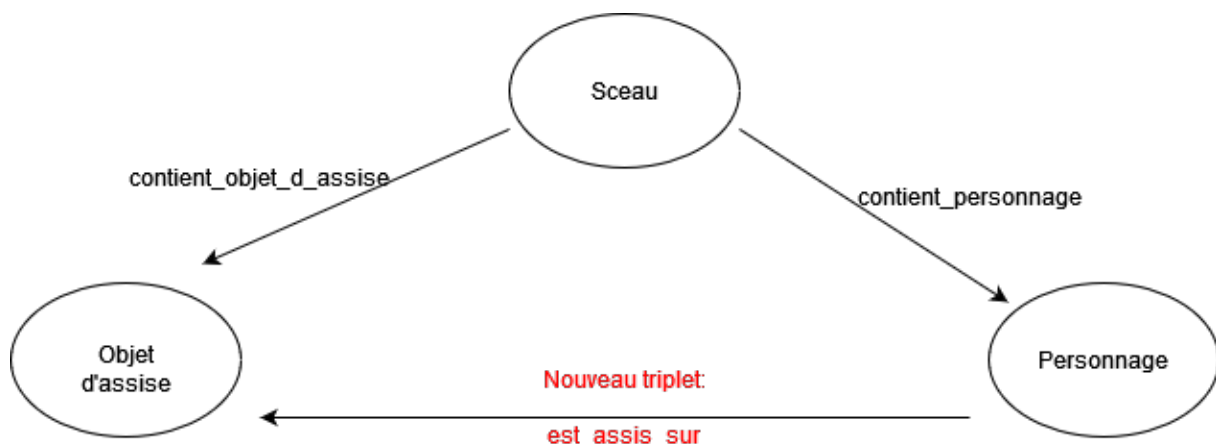 Sceau
contient_objet_d_assise
contient_personnage
Objet
d'assise
Personnage
Nouveau triplet:
est_assis_sur